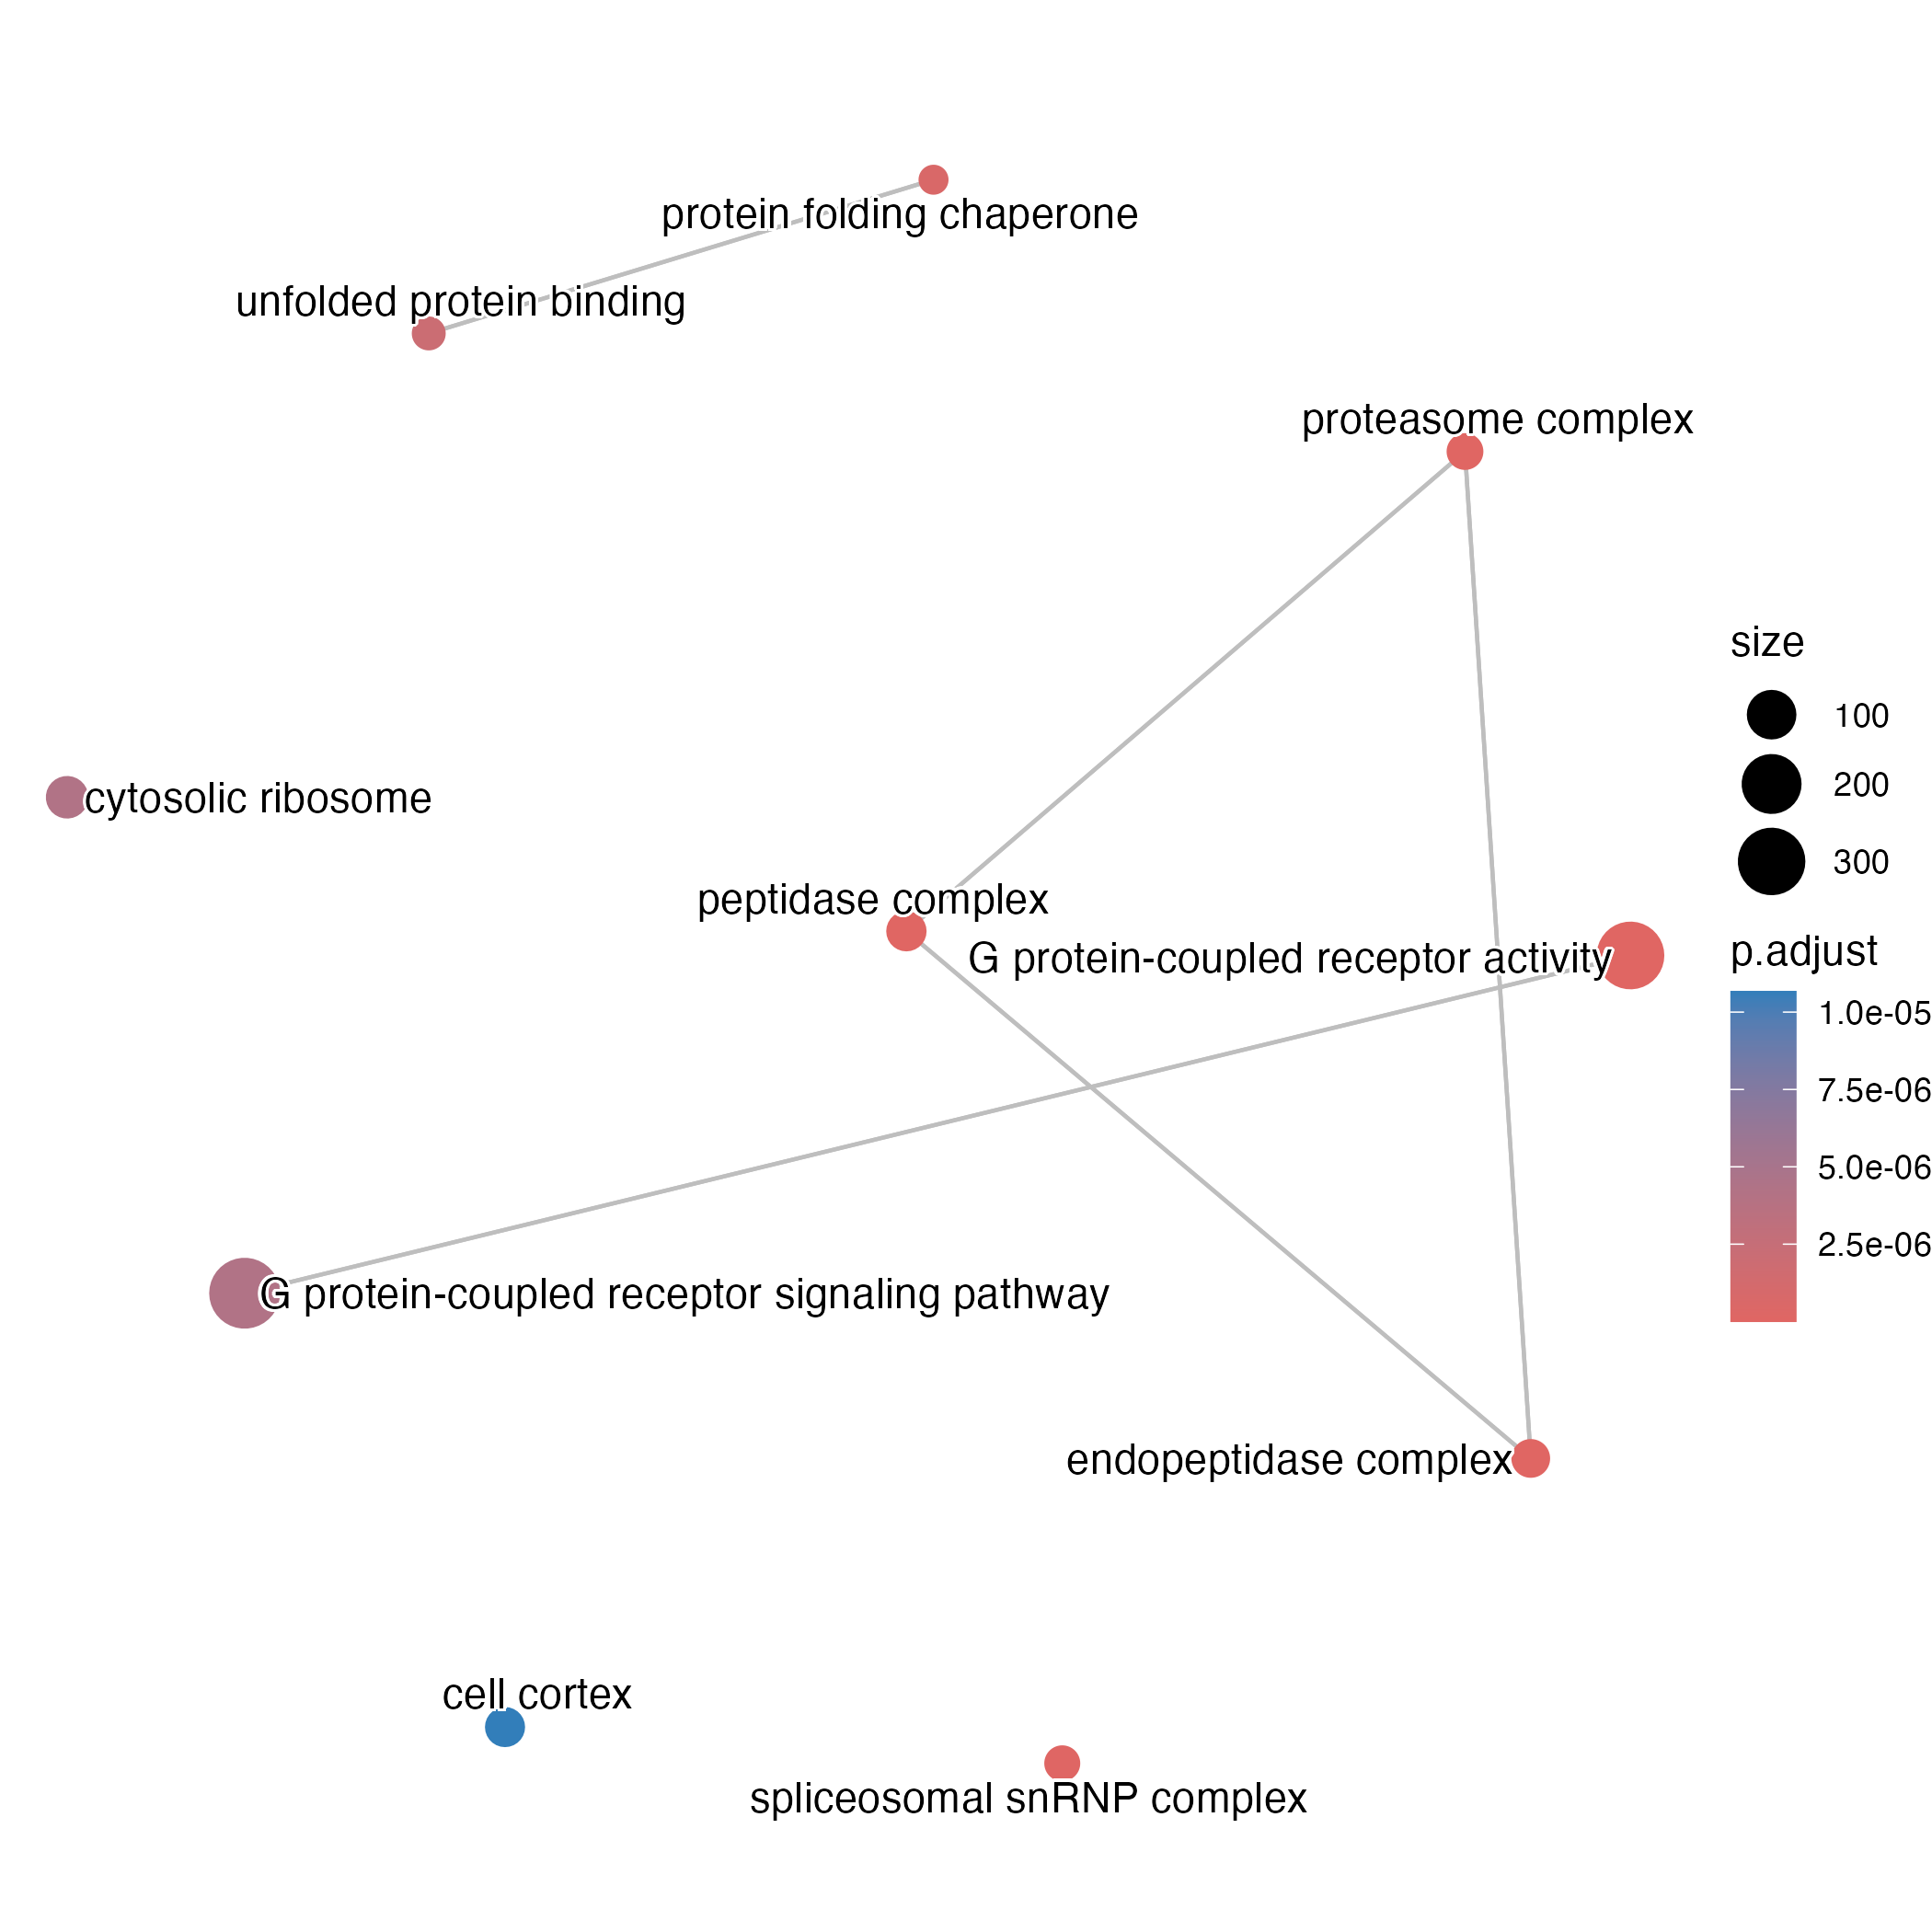 protein folding chaperone
unfolded protein binding
proteasome complex
size
100
cytosolic ribosome
200
300
peptidase complex
G protein-coupled receptor activity
p.adjust
1.0e-05
7.5e-06
5.0e-06
2.5e-06
G protein-coupled receptor signaling pathway
endopeptidase complex
cell cortex
spliceosomal snRNP complex